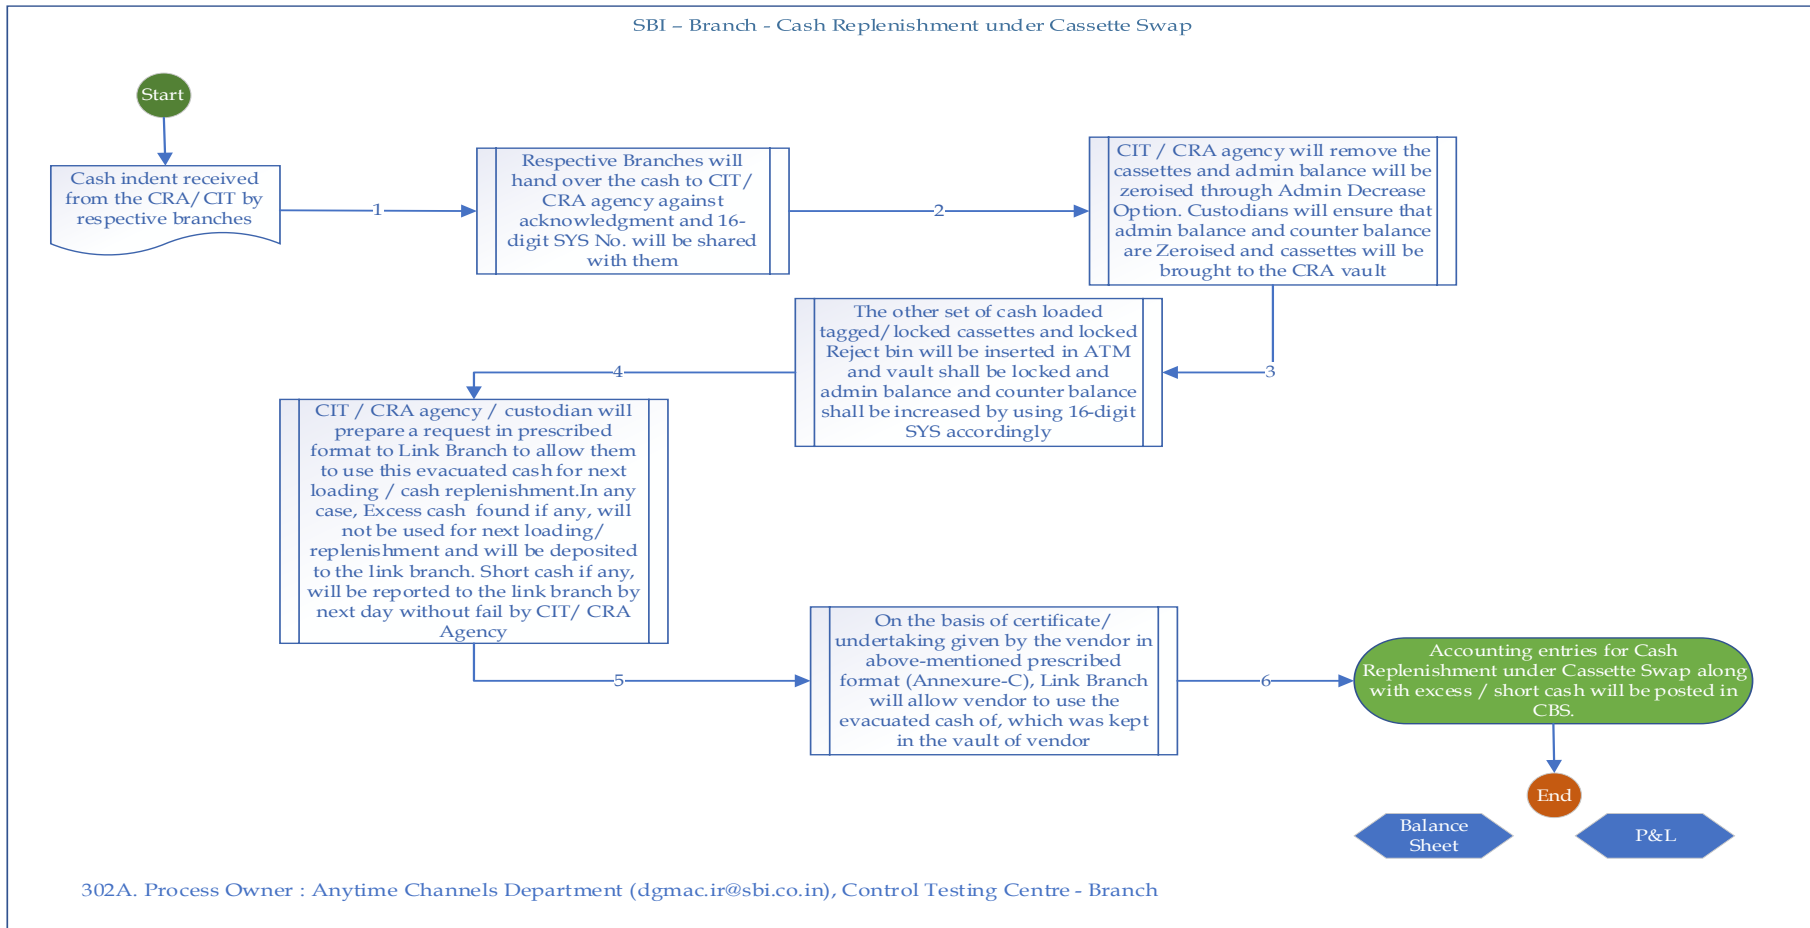 SBI – Branch - Cash Replenishment under Cassette Swap
Start
Cash indent received
from the CRA/CIT by
respective branches
1
Respective Branches will
hand over the cash to CIT/
CRA agency against
acknowledgment and 16-
digit SYS No. will be shared
with them
2
CIT / CRA agency will remove the
cassettes and admin balance will be
zeroised through Admin Decrease
Option. Custodians will ensure that
admin balance and counter balance
are Zeroised and cassettes will be
brought to the CRA vault
3
The other set of cash loaded
tagged/locked cassettes and locked
Reject bin will be inserted in ATM
and vault shall be locked and
admin balance and counter balance
shall be increased by using 16-digit
SYS accordingly
4
CIT / CRA agency / custodian will
prepare a request in prescribed
format to Link Branch to allow them
to use this evacuated cash for next
loading / cash replenishment.In any
case, Excess cash found if any, will
not be used for next loading/
replenishment and will be deposited
to the link branch. Short cash if any,
will be reported to the link branch by
next day without fail by CIT/ CRA
Agency
5
On the basis of certificate/
undertaking given by the vendor in
above-mentioned prescribed
format (Annexure-C), Link Branch
will allow vendor to use the
evacuated cash of, which was kept
in the vault of vendor
6
Accounting entries for Cash
Replenishment under Cassette Swap along
with excess / short cash will be posted in
CBS.
End
Balance
Sheet
P&L
302A. Process Owner : Anytime Channels Department (dgmac.ir@sbi.co.in), Control Testing Centre - Branch